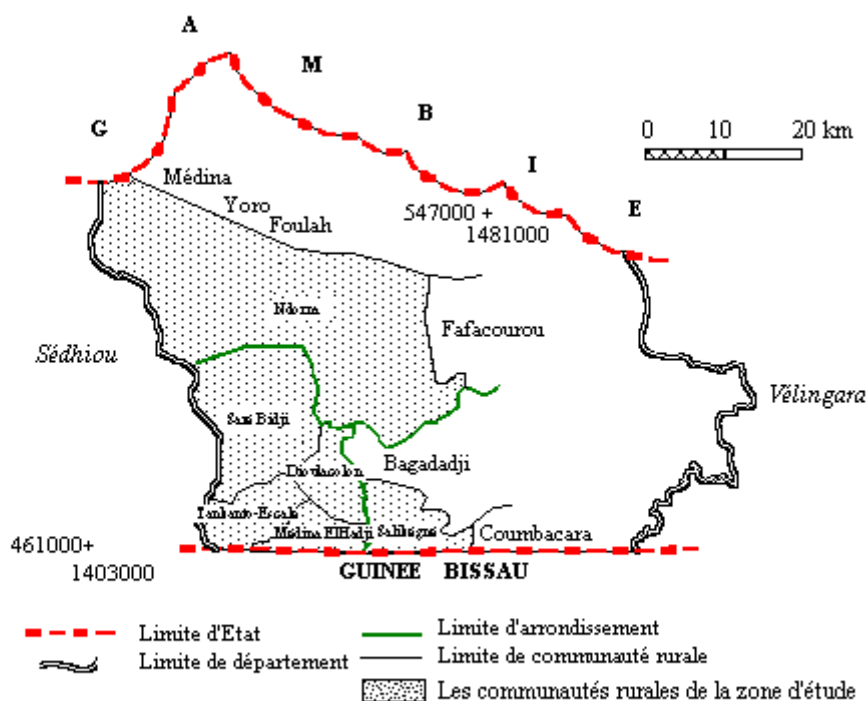 A
M
G
B
I
E
0 10 20 km
Médina
Yoro
Foulah
547000 +
1481000
Ndorna
Fafacourou
Sédhiou
Vélingara
Saré Bidji
Dioulacolon
Bagadadji
Tankanto-Escale
Médina ElHadji
Salikégné
Coumbacara
461000+
1403000
GUINEE BISSAU
Limite d'Etat
Limite de département
Limite d'arrondissement
Limite de communauté rurale
Les communautés rurales de la zone d'étude